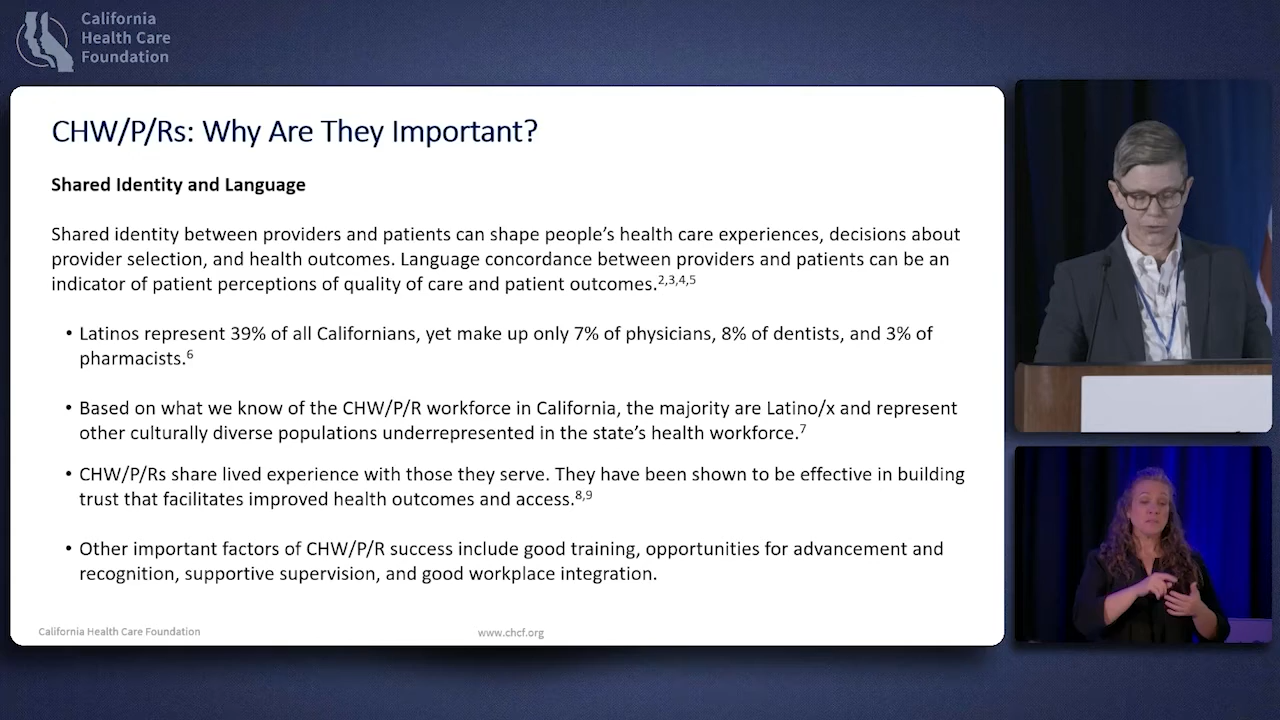 California
Health Care
Foundation
CHW/P/Rs: Why Are They Important?
Shared Identity and Language
Shared identity between providers and patients can shape people’s health care experiences, decisions about
provider selection, and health outcomes. Language concordance between providers and patients can be an
indicator of patient perceptions of quality of care and patient outcomes.2,3,4,5
• Latinos represent 39% of all Californians, yet make up only 7% of physicians, 8% of dentists, and 3% of
pharmacists.6
• Based on what we know of the CHW/P/R workforce in California, the majority are Latino/x and represent
other culturally diverse populations underrepresented in the state’s health workforce.7
• CHW/P/Rs share lived experience with those they serve. They have been shown to be effective in building
trust that facilitates improved health outcomes and access.8,9
• Other important factors of CHW/P/R success include good training, opportunities for advancement and
recognition, supportive supervision, and good workplace integration.
California Health Care Foundation
www.chcf.org